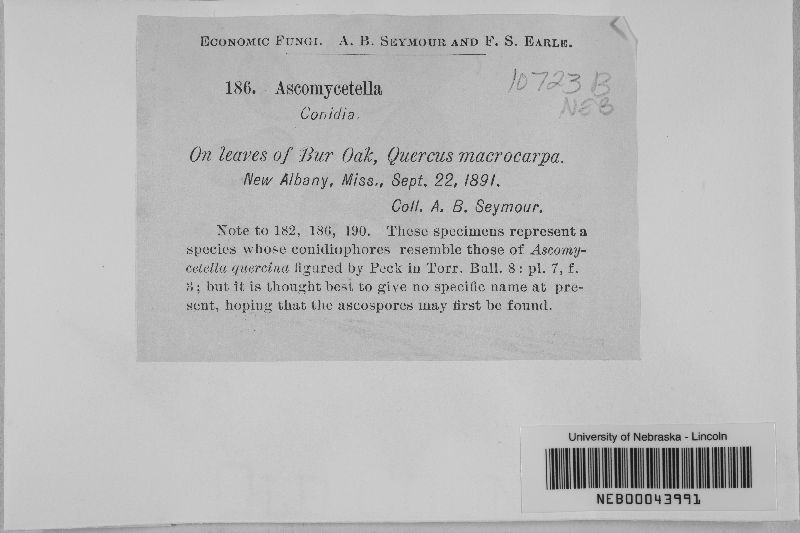 Economic Fungi. A. B. Seymour and F. S. Earle.
186. Ascomycetella
10723 B
NEB
Conidia.
On leaves of Bur Oak, Quercus macrocarpa.
New Albany, Miss., Sept. 22, 1891.
Coll. A. B. Seymour.
Note to 182, 186, 190. These specimens represent a
species whose conidiophores resemble those of Ascomy-
cetella quercina figured by Peck in Torr. Bull. 8: pl. 7, f.
3; but it is thought best to give no specific name at pre-
sent, hoping that the ascospores may first be found.
University of Nebraska - Lincoln
NEB00043991